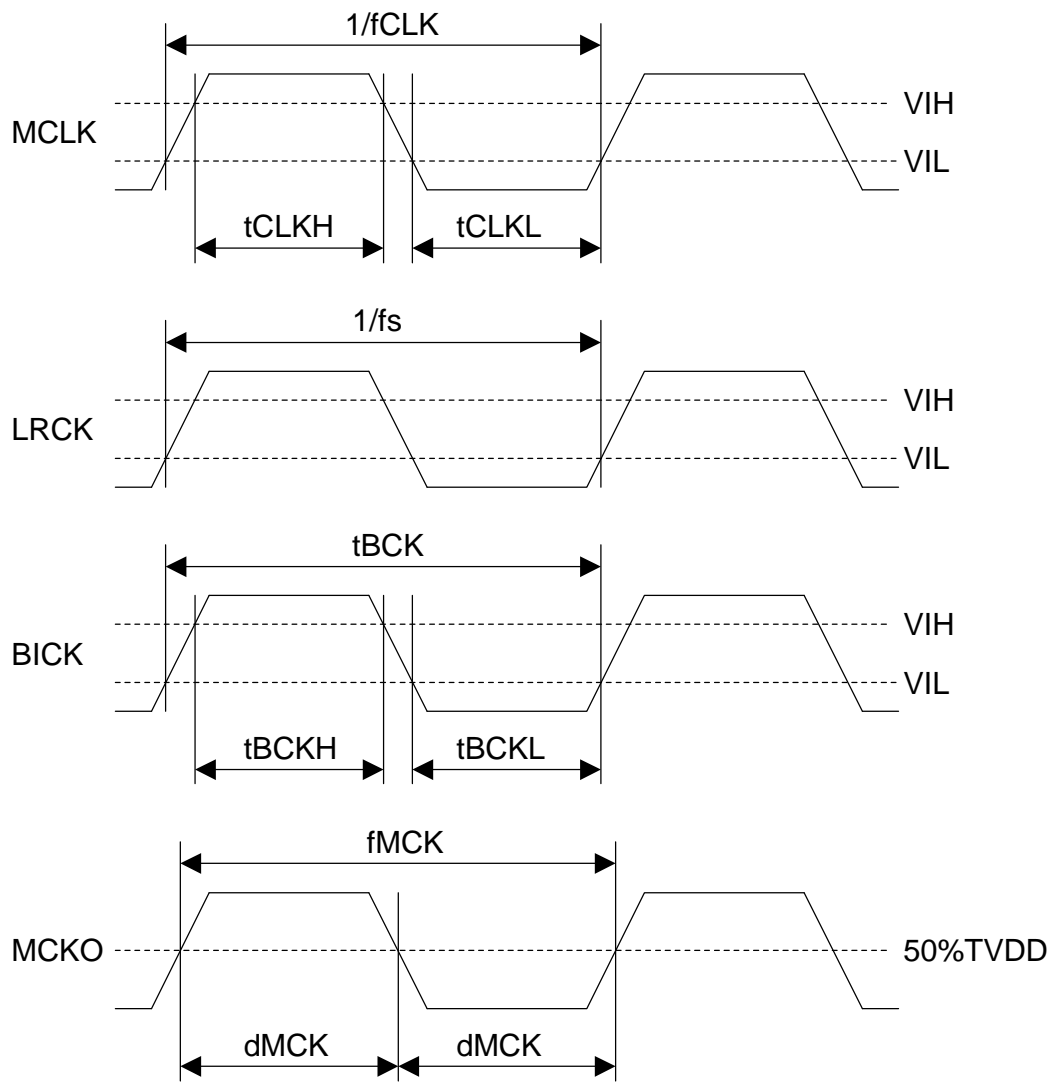 1/fCLK
VIH
MCLK
VIL
tCLKH tCLKL
1/fs
VIH
LRCK
VIL
tBCK
VIH
BICK
VIL
tBCKH tBCKL
fMCK
MCKO 50%TVDD
dMCK dMCK